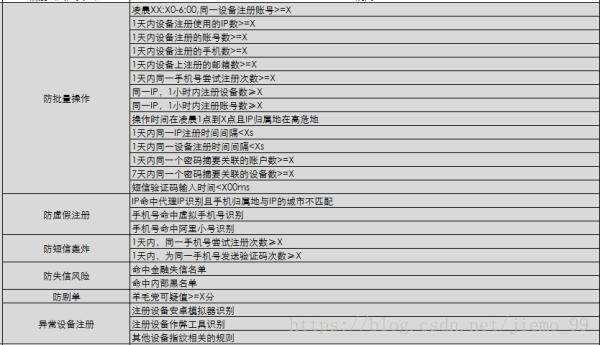 凌晨XX:X0-6:00,同一设备注册账号>=X
1天内设备注册使用的IP数>=X
1天内设备注册的账号数>=X
1天内设备注册的手机数>=X
1天内设备上注册的邮箱数>=X
1天内同一手机号尝试注册次数>=X
同一IP，1小时内注册设备数≥X
同一IP，1小时内注册账号数≥X
操作时间在凌晨1点到X点且IP归属地在高危地
1天内同一IP注册时间间隔<Xs
1天内同一设备注册时间间隔<Xs
1天内同一个密码摘要关联的账户数>=X
7天内同一个密码摘要关联的设备数>=X
短信验证码输入时间<X00ms
防批量操作
IP命中代理IP识别且手机归属地与IP的城市不匹配
手机号命中虚拟手机号识别
手机号命中阿里小号识别
防虚假注册
1天内，同一手机号尝试注册次数≥X
1天内，为同一手机号发送验证码次数≥X
防短信轰炸
命中金融失信名单
命中内部黑名单
防失信风险
防刷单
羊毛党可疑值>=X分
注册设备安卓模拟器识别
注册设备作弊工具识别
其他设备指纹相关的规则
异常设备注册
https://blog.csdn.net/jiemo_99